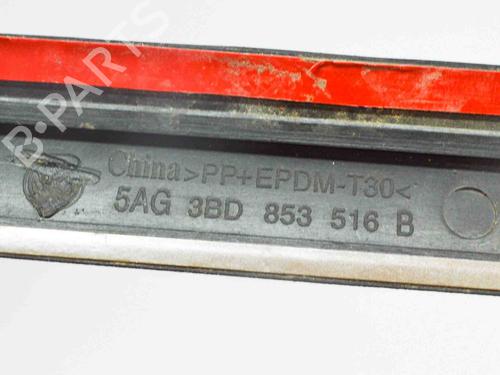 B·PARTS
China>PP+EPDM-T30<
5AG 3BD 853 516 B